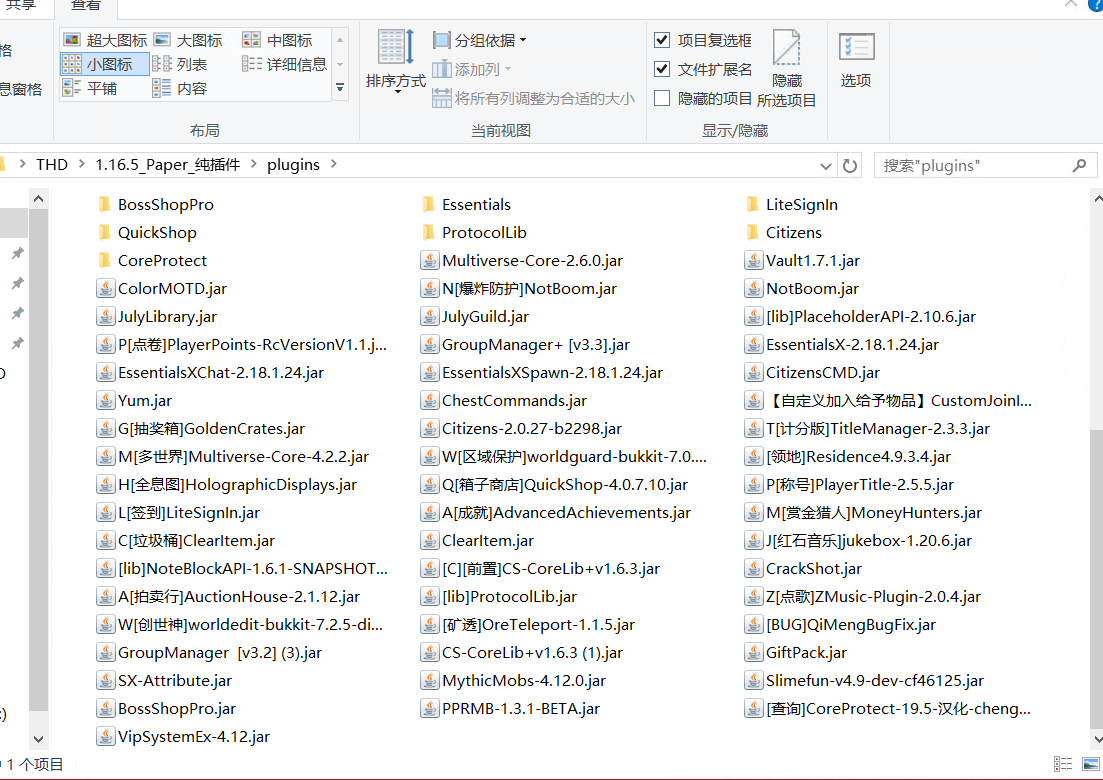 共享
查看
格
息窗格
超大图标
大图标
中图标
小图标
列表
详细信息
平铺
内容
布局
排序方式
分组依据
添加列
将所有列调整为合适的大小
当前视图
项目复选框
文件扩展名
隐藏的项目
隐藏
所选项目
显示/隐藏
选项
THD
1.16.5_Paper_纯插件
plugins
搜索"plugins"
BossShopPro
Essentials
LiteSignIn
QuickShop
ProtocolLib
Citizens
CoreProtect
Multiverse-Core-2.6.0.jar
Vault1.7.1.jar
ColorMOTD.jar
N[爆炸防护]NotBoom.jar
NotBoom.jar
JulyLibrary.jar
JulyGuild.jar
[lib]PlaceholderAPI-2.10.6.jar
P[点卷]PlayerPoints-RcVersionV1.1.j...
GroupManager+ [v3.3].jar
EssentialsX-2.18.1.24.jar
EssentialsXChat-2.18.1.24.jar
EssentialsXSpawn-2.18.1.24.jar
CitizensCMD.jar
Yum.jar
ChestCommands.jar
【自定义加入给予物品】CustomJoinI...
G[抽奖箱]GoldenCrates.jar
Citizens-2.0.27-b2298.jar
T[计分版]TitleManager-2.3.3.jar
M[多世界]Multiverse-Core-4.2.2.jar
W[区域保护]worldguard-bukkit-7.0....
[领地]Residence4.9.3.4.jar
H[全息图]HolographicDisplays.jar
Q[箱子商店]QuickShop-4.0.7.10.jar
P[称号]PlayerTitle-2.5.5.jar
L[签到]LiteSignIn.jar
A[成就]AdvancedAchievements.jar
M[赏金猎人]MoneyHunters.jar
C[垃圾桶]ClearItem.jar
ClearItem.jar
J[红石音乐]jukebox-1.20.6.jar
[lib]NoteBlockAPI-1.6.1-SNAPSHOT...
[C][前置]CS-CoreLib+v1.6.3.jar
CrackShot.jar
A[拍卖行]AuctionHouse-2.1.12.jar
[lib]ProtocolLib.jar
Z[点歌]ZMusic-Plugin-2.0.4.jar
W[创世神]worldedit-bukkit-7.2.5-di...
[矿透]OreTeleport-1.1.5.jar
[BUG]QiMengBugFix.jar
GroupManager  [v3.2] (3).jar
CS-CoreLib+v1.6.3 (1).jar
GiftPack.jar
SX-Attribute.jar
MythicMobs-4.12.0.jar
Slimefun-v4.9-dev-cf46125.jar
BossShopPro.jar
PPRMB-1.3.1-BETA.jar
[查询]CoreProtect-19.5-汉化-cheng...
VipSystemEx-4.12.jar
1 个项目